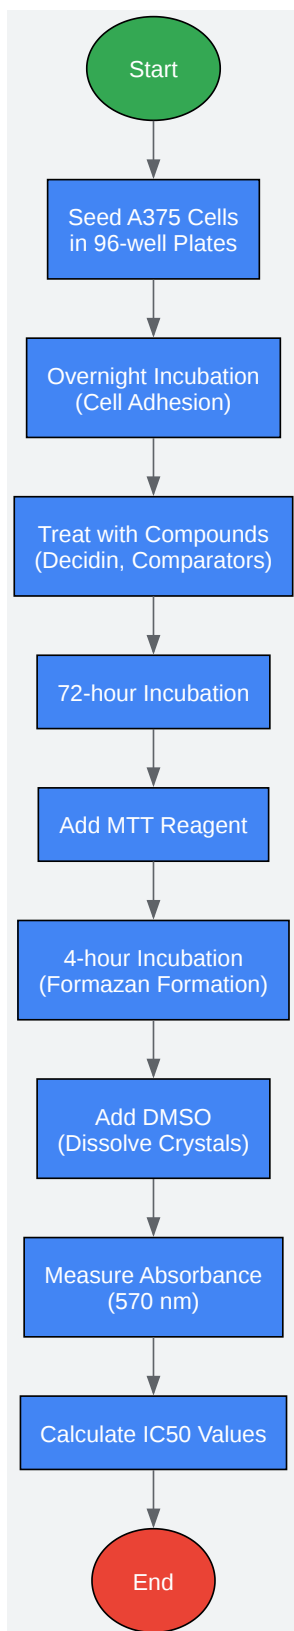 Start
Seed A375 Cells
in 96-well Plates
Overnight Incubation
(Cell Adhesion)
Treat with Compounds
(Decidin, Comparators)
72-hour Incubation
Add MTT Reagent
4-hour Incubation
(Formazan Formation)
Add DMSO
(Dissolve Crystals)
Measure Absorbance
(570 nm)
Calculate IC50 Values
End